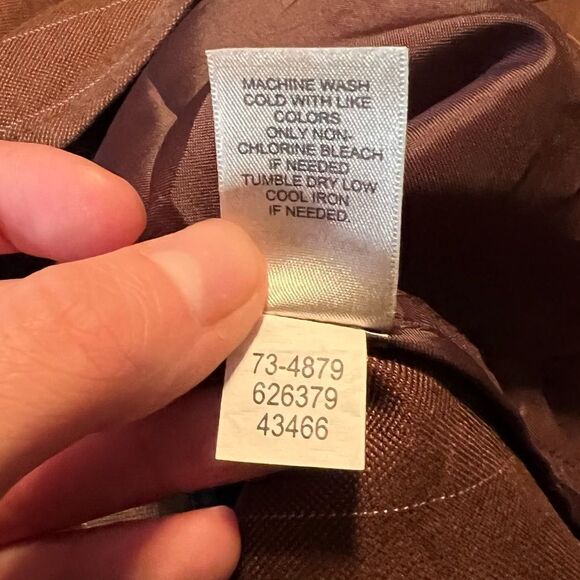 MACHINE WASH
COLD WITH LIKE
COLORS
ONLY NON-
CHLORINE BLEACH
IF NEEDED
TUMBLE DRY LOW
COOL IRON
IF NEEDED
73-4879
626379
43466